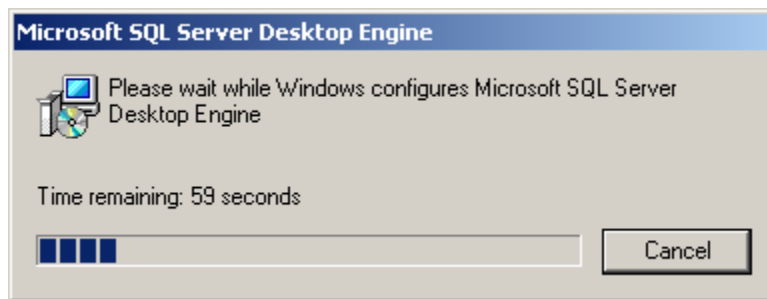 Microsoft SQL Server Desktop Engine
Please wait while Windows configures Microsoft SQL Server
Desktop Engine
Time remaining: 59 seconds
Cancel